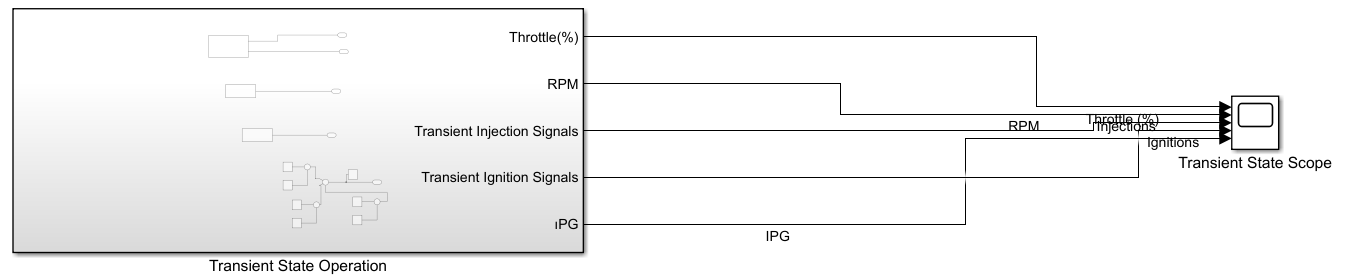 Throttle(%)
RPM
Transient Injection Signals
Transient Ignition Signals
ıPG
Transient State Operation
Throttle (%)
RPM
Injections
Ignitions
IPG
Transient State Scope